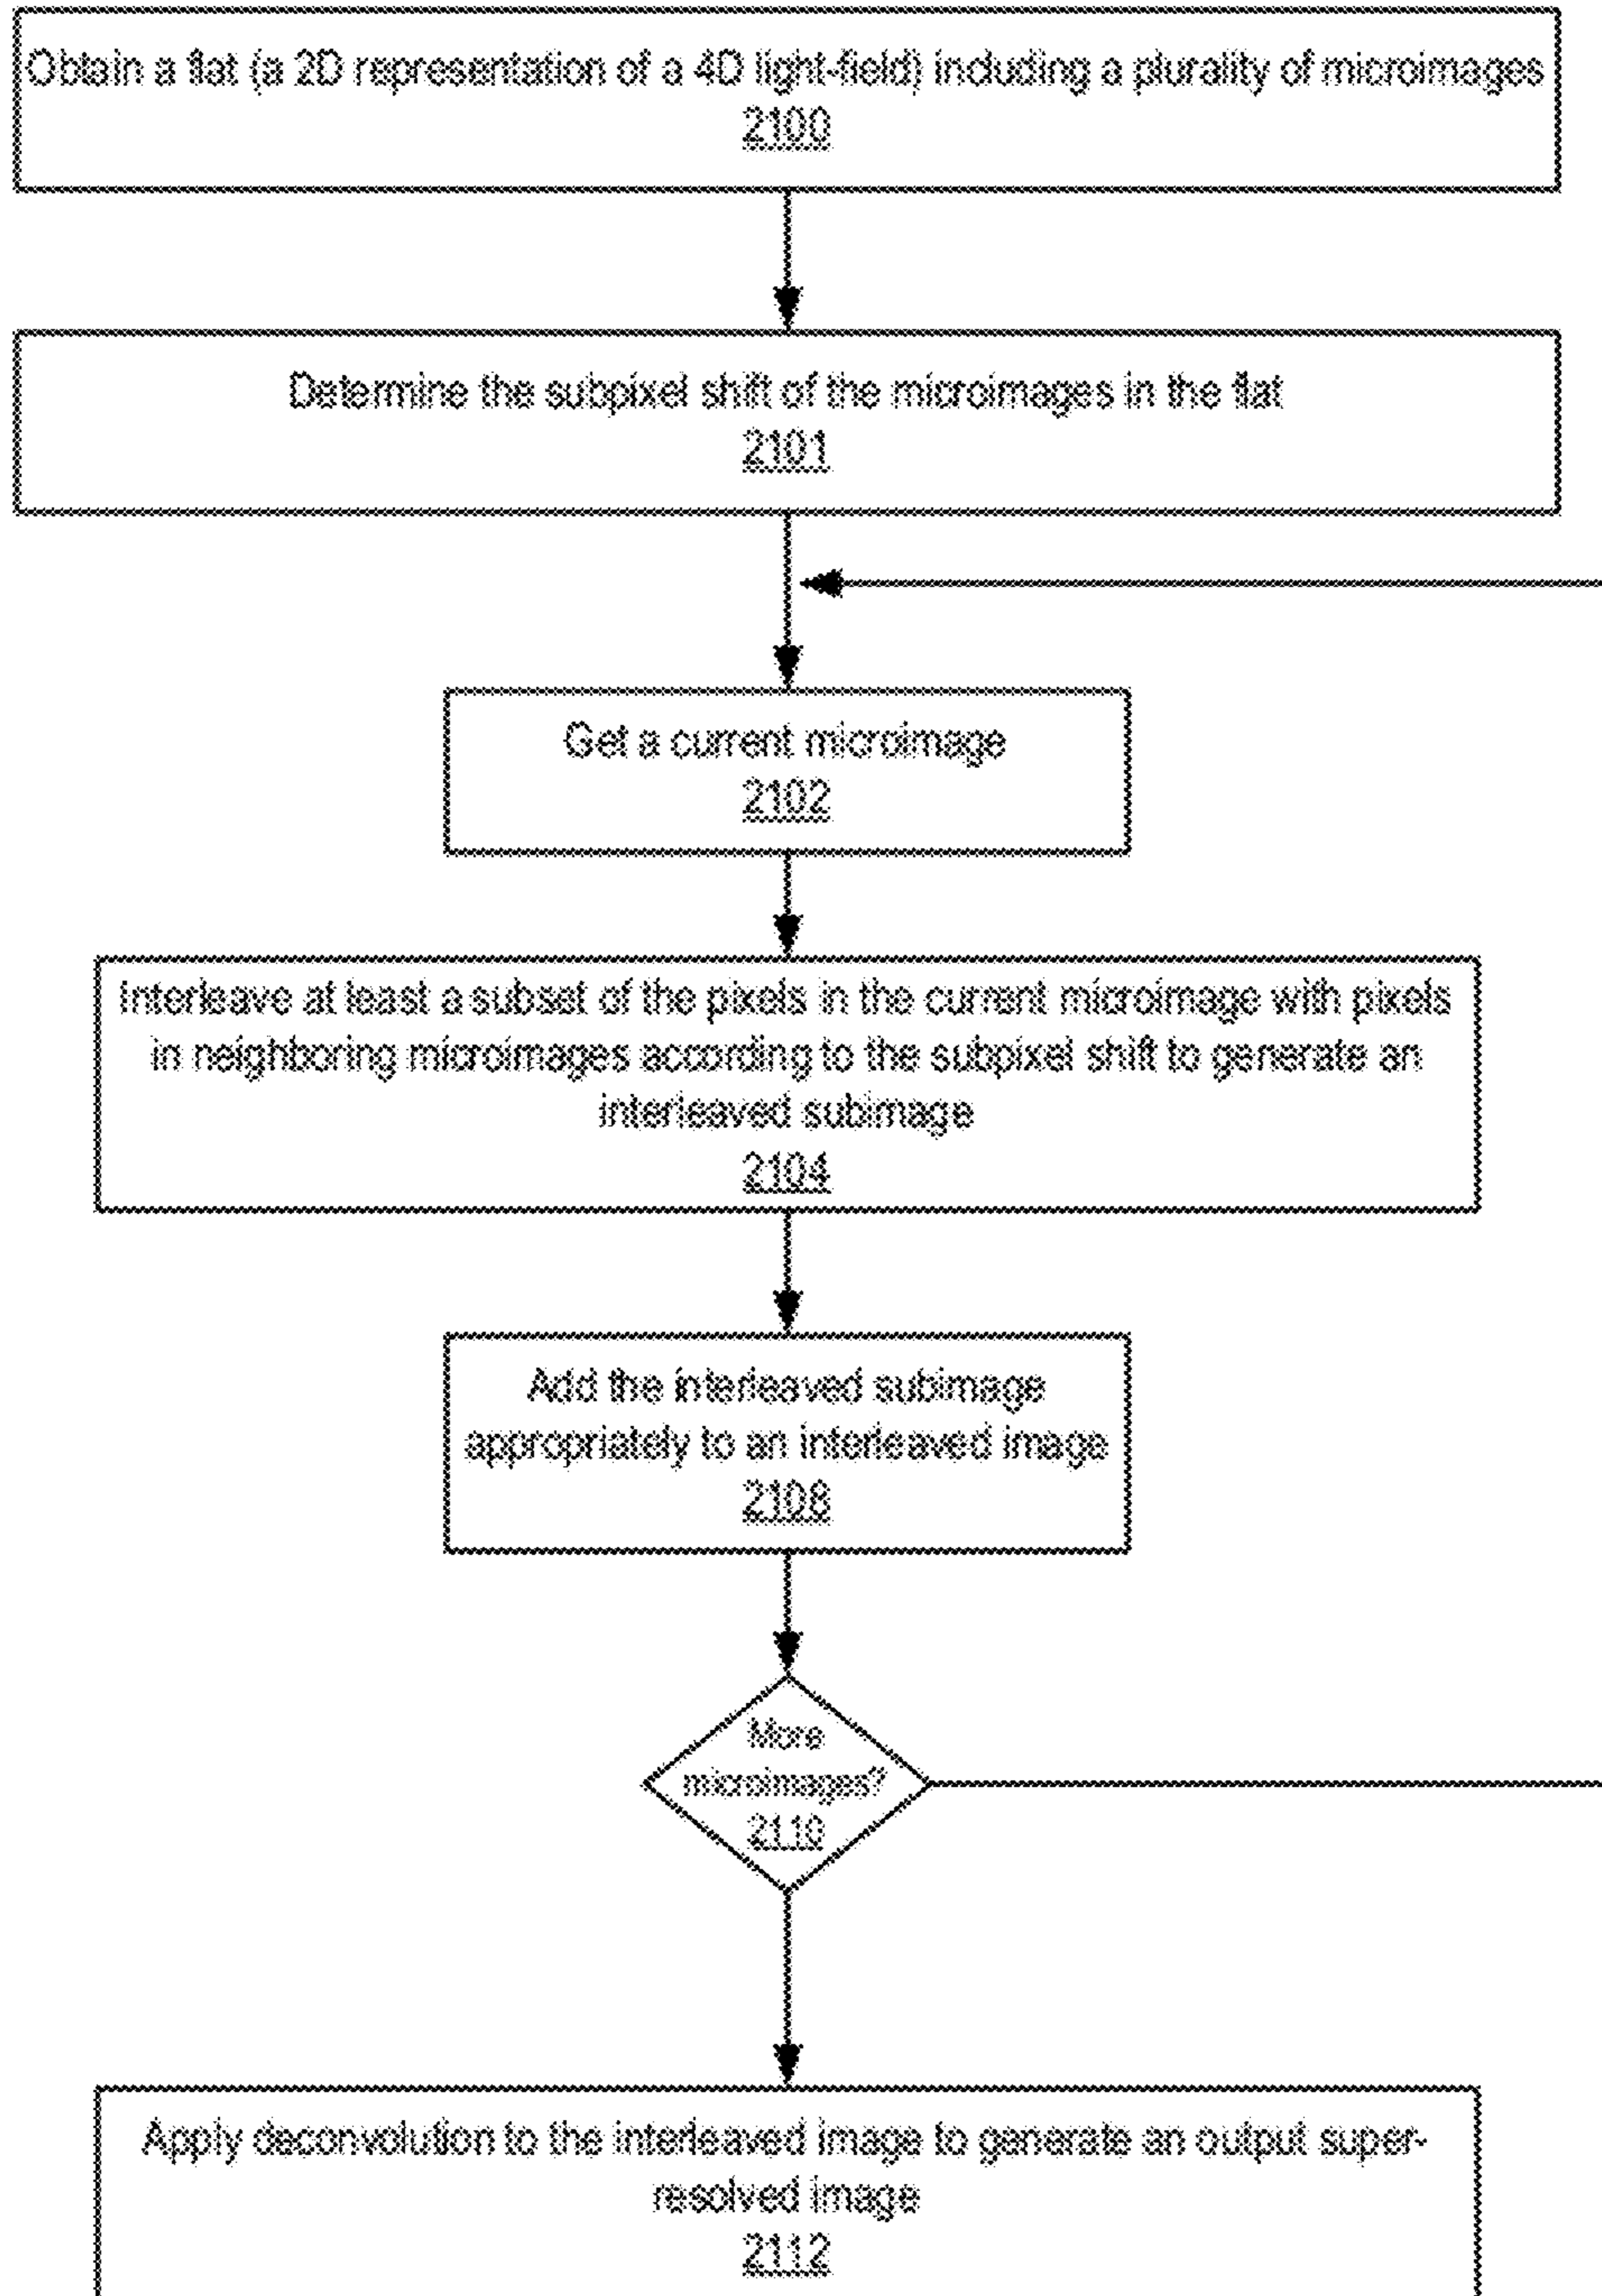 Obtain a flat (a 2D representation of a 4D light-field) including a plurality of microimages
2100
Determine the subpixel shift of the microimages in the flat
2101
Get a current microimage
2102
Interleave at least a subset of the pixels in the current microimage with pixels
in neighboring microimages according to the subpixel shift to generate an
interleaved subimage
2104
Add the interleaved subimage
appropriately to an interleaved image
2108
More
microimages?
2110
Apply deconvolution to the interleaved image to generate an output super-
resolved image
2112